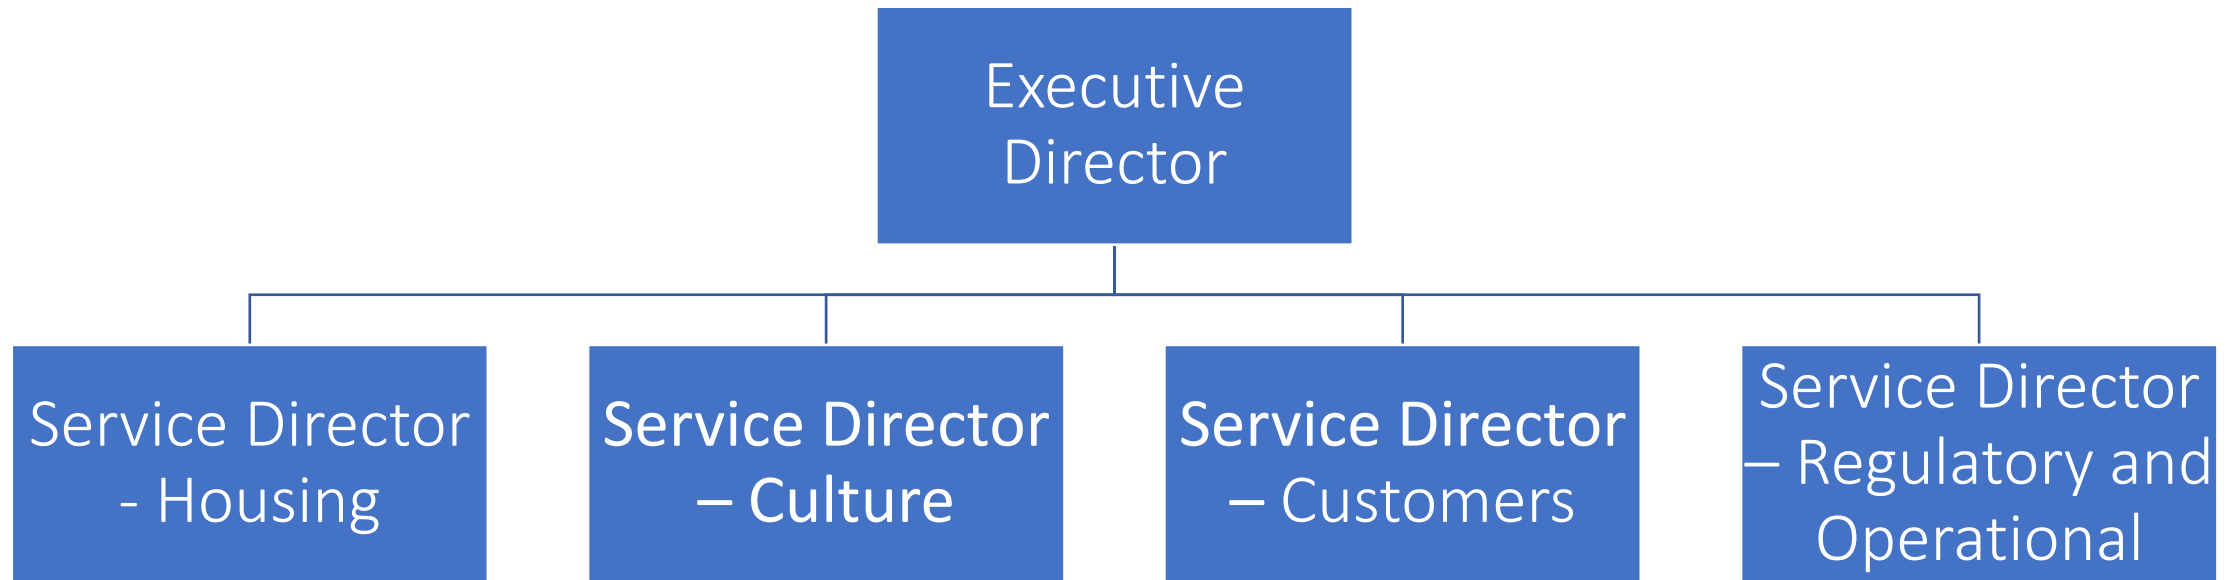 Executive
Director
Service Director
- Housing
Service Director
– Culture
Service Director
– Customers
Service Director
– Regulatory and
Operational